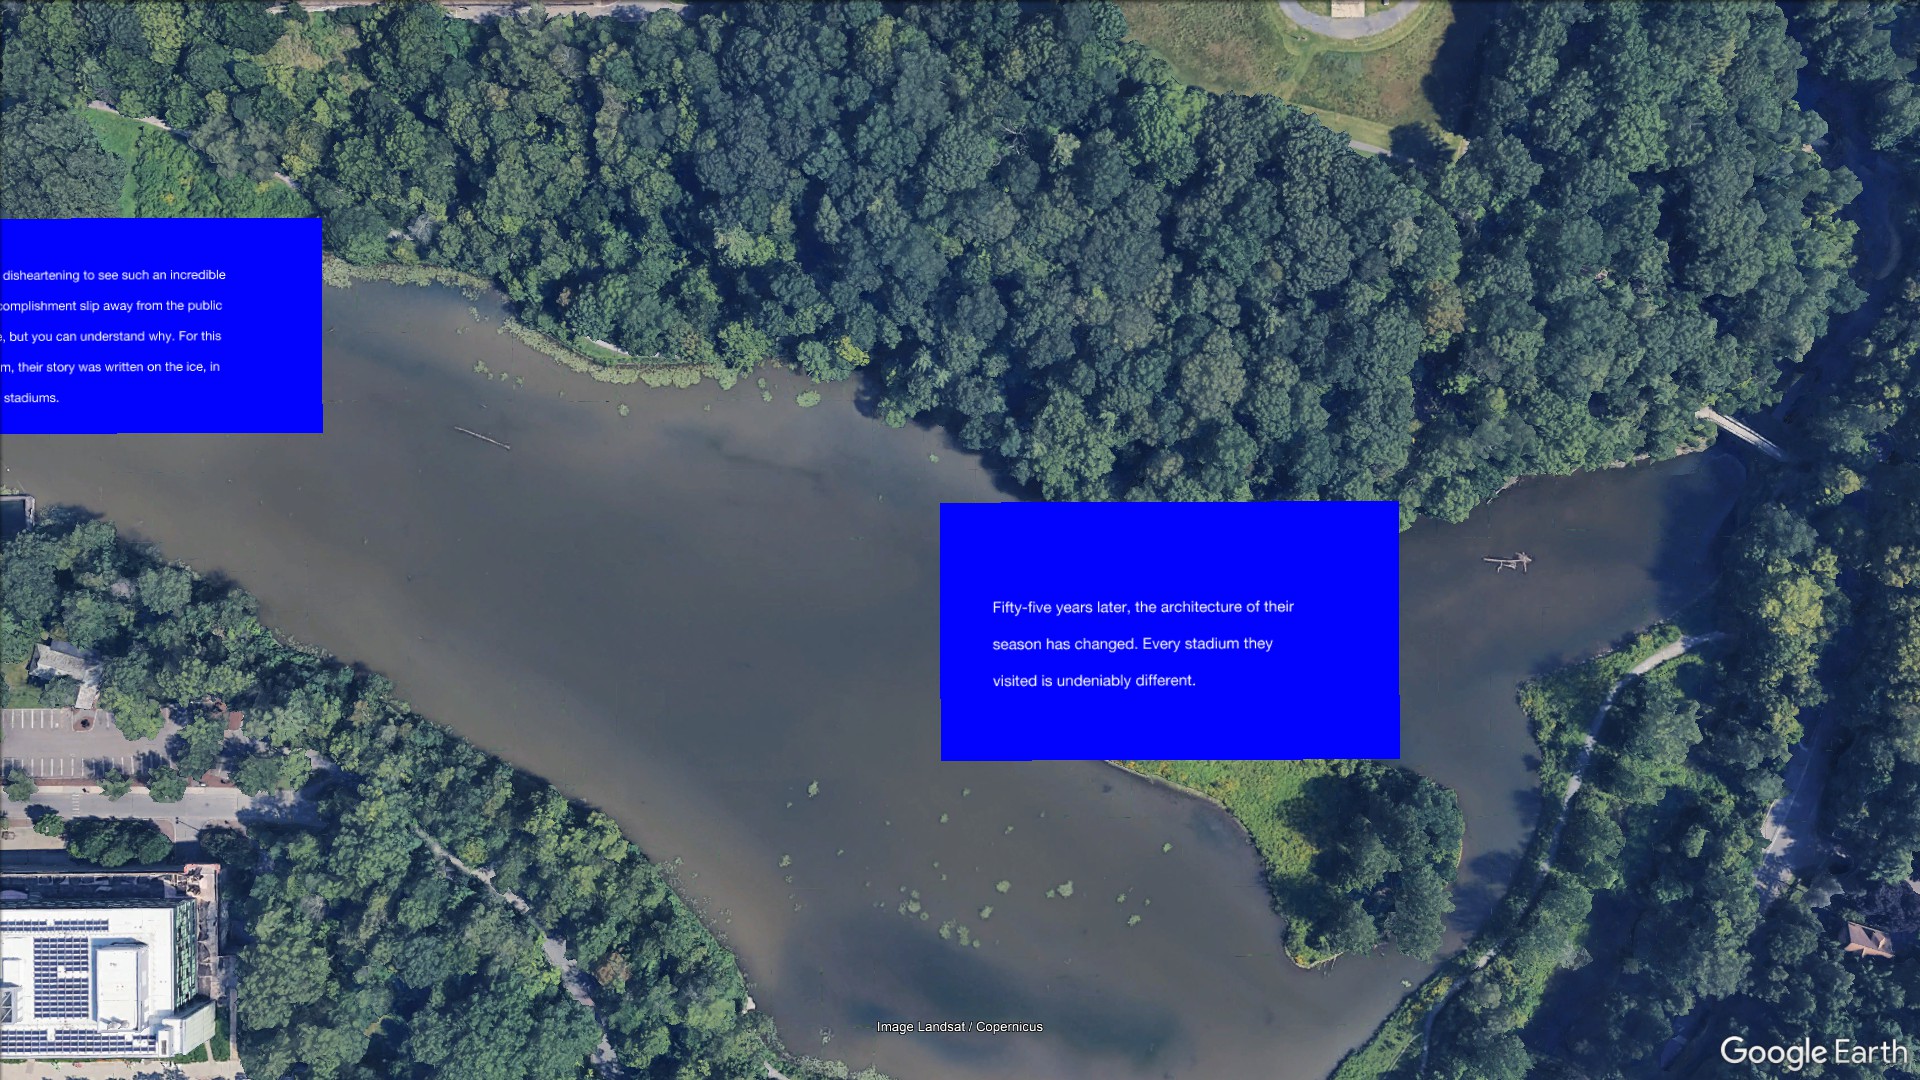 disheartening to see such an incredible
complishment slip away from the public
, but you can understand why. For this
m, their story was written on the ice, in
stadiums.
Fifty-five years later, the architecture of their
season has changed. Every stadium they
visited is undeniably different.
Image Landsat / Copernicus
Google Earth